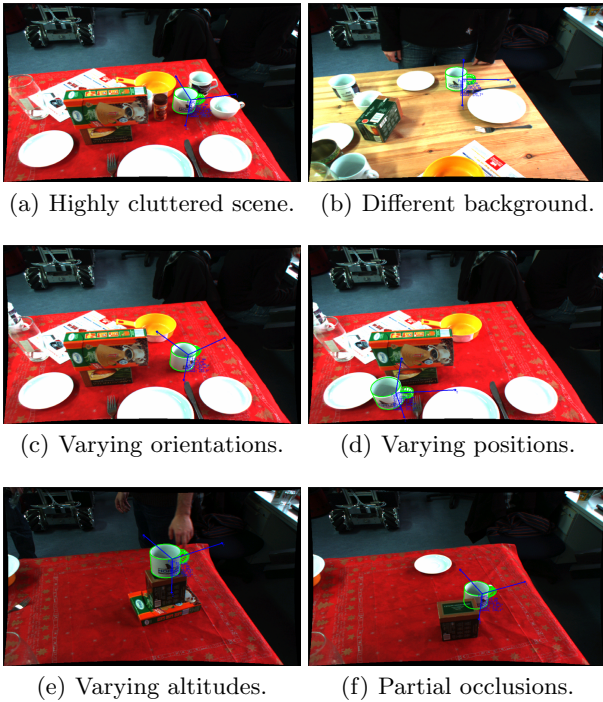 (a) Highly cluttered scene.
(b) Different background.
(c) Varying orientations.
(d) Varying positions.
(e) Varying altitudes.
(f) Partial occlusions.